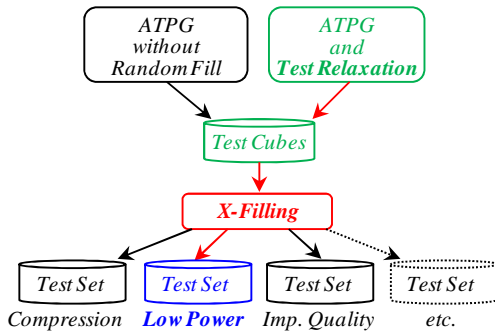 ATPG
without
Random Fill
ATPG
and
Test Relaxation
Test Cubes
X-Filling
Test Set Test Set Test Set Test Set
Compression Low Power Imp. Quality etc.